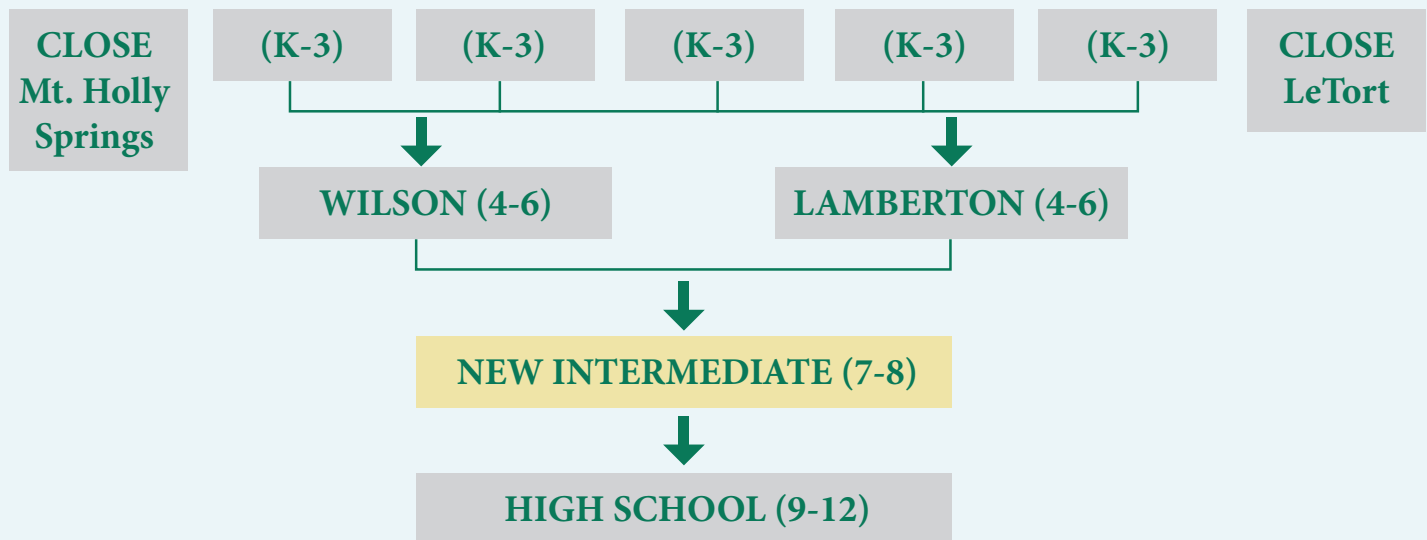 CLOSE
Mt. Holly
Springs
(K-3)
(K-3)
(K-3)
(K-3)
(K-3)
CLOSE
LeTort
WILSON (4-6)
LAMBERTON (4-6)
NEW INTERMEDIATE (7-8)
HIGH SCHOOL (9-12)